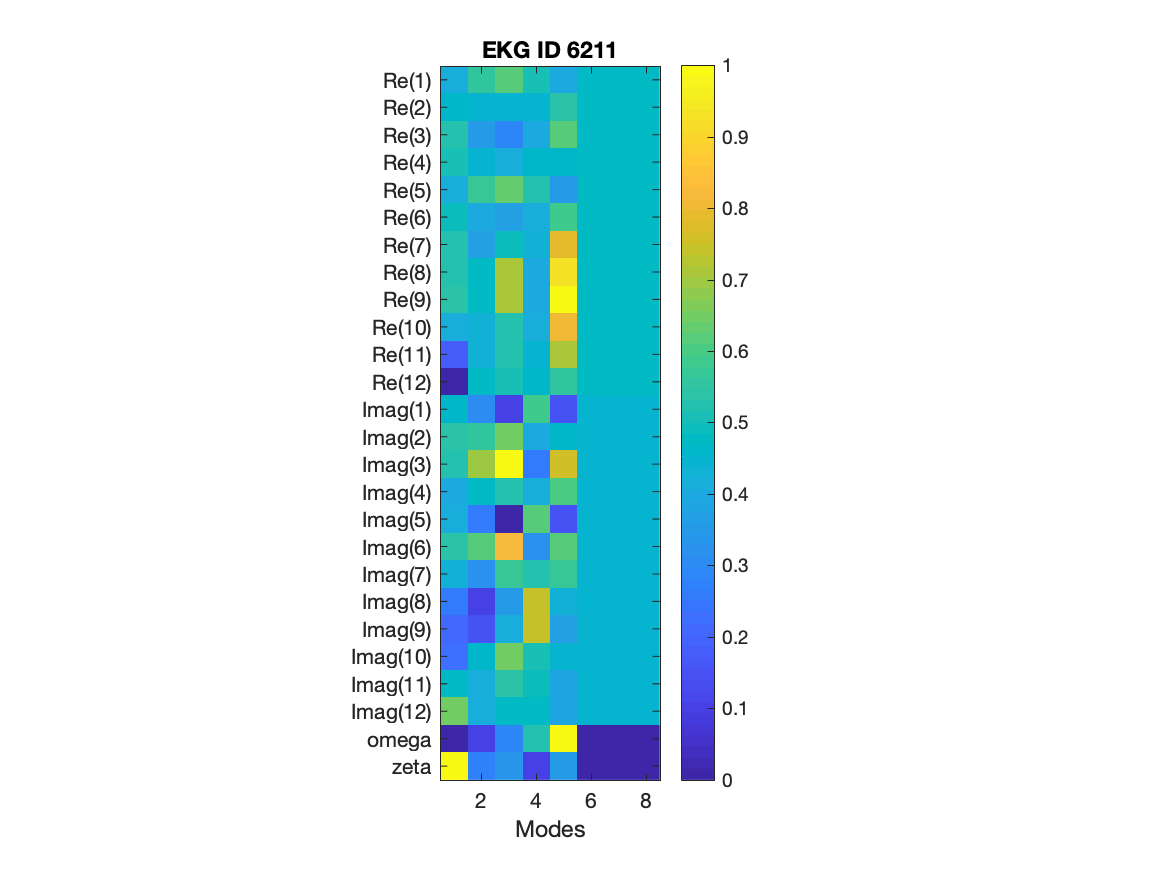 EKG ID 6211
Re(1)
Re(2)
Re(3)
Re(4)
Re(5)
Re(6)
Re(7)
Re(8)
Re(9)
Re(10)
Re(11)
Re(12)
Imag(1)
Imag(2)
Imag(3)
Imag(4)
Imag(5)
Imag(6)
Imag(7)
Imag(8)
Imag(9)
Imag(10)
Imag(11)
Imag(12)
omega
zeta
2 4 6 8
Modes
1
0.9
0.8
0.7
0.6
0.5
0.4
0.3
0.2
0.1
0